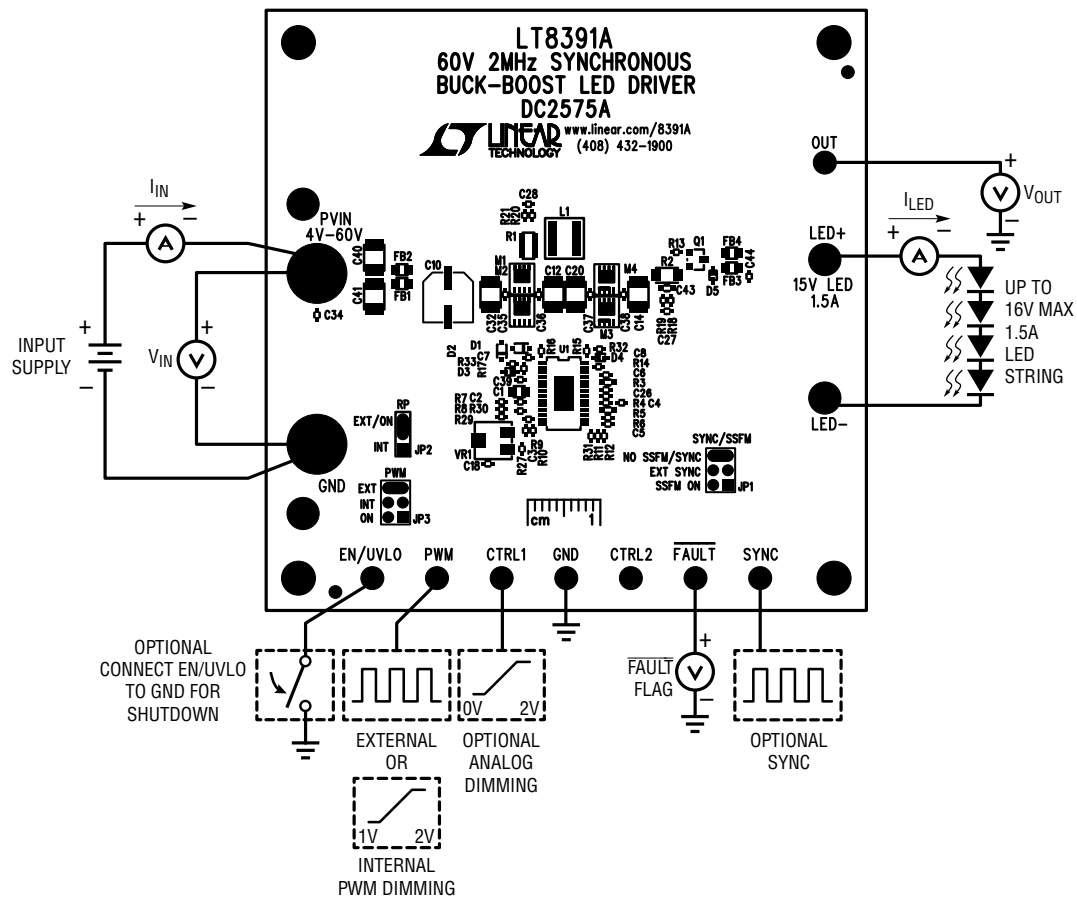 LT8391A
60V 2MHz SYNCHRONOUS
BUCK-BOOST LED DRIVER
DC2575A
LINEAR
TECHNOLOGY
www.linear.com/8391A
(408) 432-1900
OUT
+
V
VOUT
−
IIN
+ −
A
PVIN
4V-60V
ILED
+ −
A
LED+
15V LED
1.5A
UP TO
16V MAX
1.5A
LED
STRING
LED-
INPUT
SUPPLY
+
−
VIN
+
V
−
GND
C28
R21
R20
L1
R1
C40
C41
FB2
FB1
C34
C10
M1
M2
C32
C35
C36
C12
C20
C37
C38
M4
M3
C14
R13
Q1
R2
C43
D5
FB4
FB3
C44
R19
R18
C27
D2
D1
C7
R33
D3
R17
C39
C1
R16
U1
R15
R32
D4
C8
R14
C6
R3
C26
R4
C4
R5
R6
C5
R7
C2
R8
R30
R29
VR1
C18
R27
C3
R9
R10
R31
R11
R12
RP
EXT/ON
INT
JP2
PWM
EXT
INT
ON
JP3
SYNC/SSFM
NO SSFM/SYNC
EXT SYNC
SSFM ON
JP1
cm 1
EN/UVLO
PWM
CTRL1
GND
CTRL2
FAULT
SYNC
OPTIONAL
CONNECT EN/UVLO
TO GND FOR
SHUTDOWN
EXTERNAL
OR
1V 2V
INTERNAL
PWM DIMMING
0V 2V
OPTIONAL
ANALOG
DIMMING
FAULT
FLAG
+
V
−
OPTIONAL
SYNC